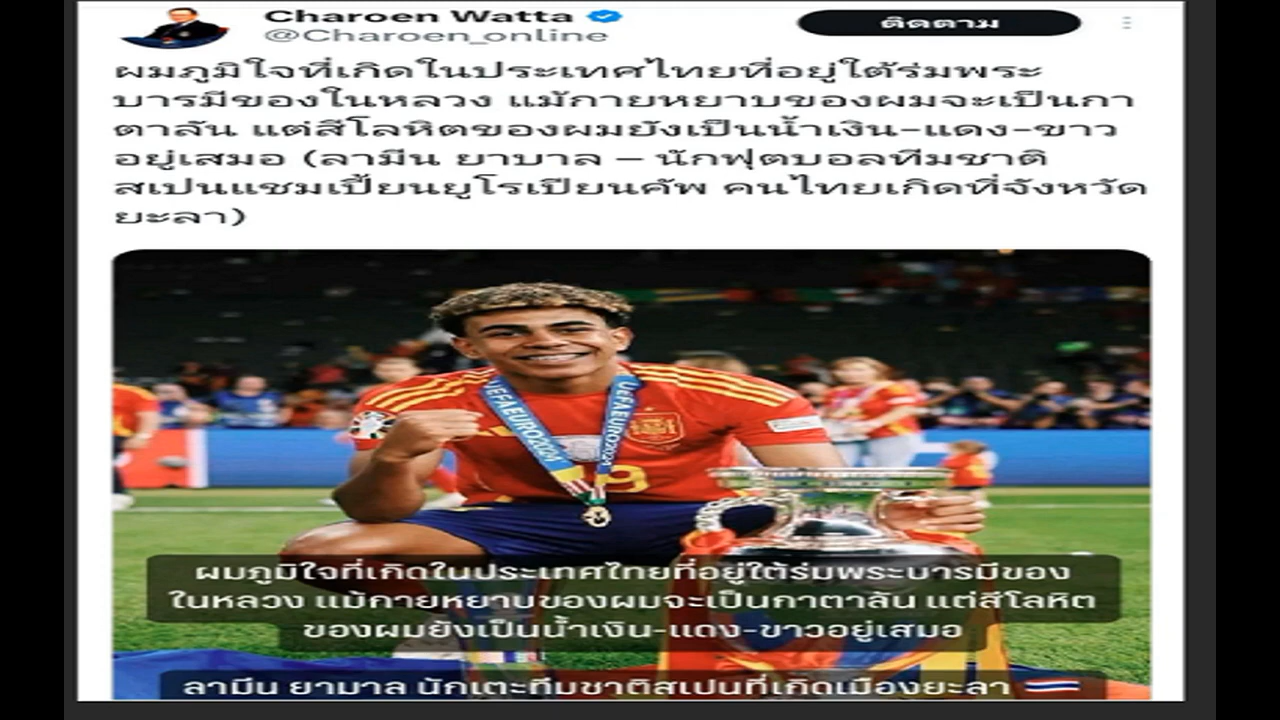 Charoen Watta
@Charoen_online
ติดตาม
ผมภูมิใจที่เกิดในประเทศไทยที่อยู่ใต้ร่มพระ
บารมีของในหลวง แม้กายหยาบของผมจะเป็นกา
ตาลัน แต่สีโลหิตของผมยังเป็นน้ำเงิน-แดง-ขาว
อยู่เสมอ (ลามีน ยาบาล – นักฟุตบอลทีมชาติ
สเปนแชมเปี้ยนยูโรเปียนคัพ คนไทยเกิดที่จังหวัด
ยะลา)
UEFA EURO2024
UEFA EURO2024
19
ผมภูมิใจที่เกิดในประเทศไทยที่อยู่ใต้ร่มพระบารมีของ
ในหลวง แม้กายหยาบของผมจะเป็นกาตาลัน แต่สีโลหิต
ของผมยังเป็นน้ำเงิน-แดง-ขาวอยู่เสมอ
ลามีน ยามาล นักเตะทีมชาติสเปนที่เกิดเมืองยะลา